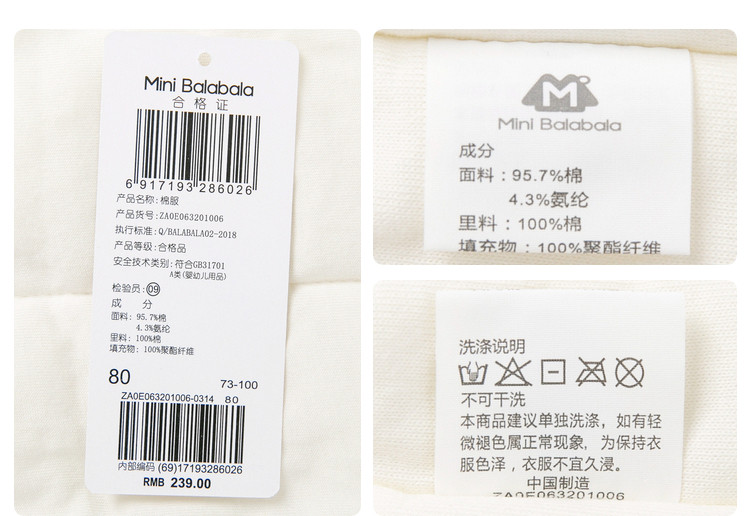 Mini Balabala
合格证
6 917193 286026
产品名称:棉服
产品货号:ZA0E063201006
执行标准:Q/BALABALA02-2018
产品等级:合格品
安全技术类别:符合GB31701
A类(婴幼儿用品)
检验员:09
成 分
面料:95.7%棉
4.3%氨纶
里料:100%棉
填充物:100%聚酯纤维
80 73-100
ZA0E063201006-0314 80
内部编码 (69)17193286026
RMB 239.00
M
Mini Balabala
成分
面料:95.7%棉
4.3%氨纶
里料:100%棉
填充物:100%聚酯纤维
洗涤说明
不可干洗
本商品建议单独洗涤,如有轻
微褪色属正常现象,为保持衣
服色泽,衣服不宜久浸。
中国制造
ZA0E063201006